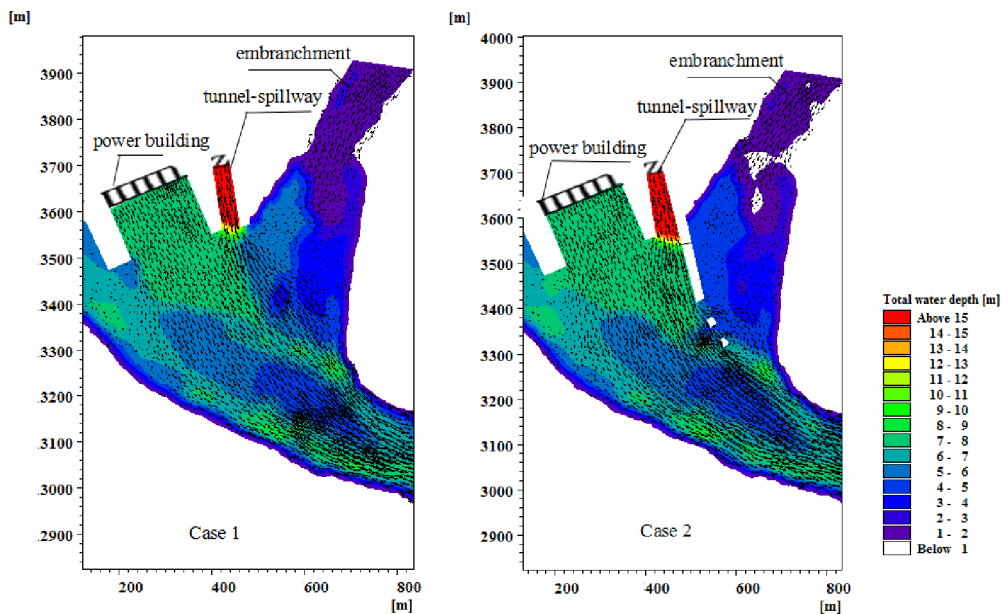 [m]
embranchment
tunnel-spillway
power building
3900
3800
3700
3600
3500
3400
3300
3200
3100
.3000
.2900
Case 1
200
400
600
800
[m]
[m]
4000
3900
3800
3700
3600
3500
3400
3300
3200
3100
3000
2900
embranchment
tunnel-spillway
power building
Case 2
200
400
600
800
[m]
Total water depth [m]
Above 15
14 - 15
13 - 14
12 - 13
11 - 12
10 - 11
9 - 10
8 - 9
7 - 8
6 - 7
5 - 6
4 - 5
3 - 4
2 - 3
1 - 2
Below 1